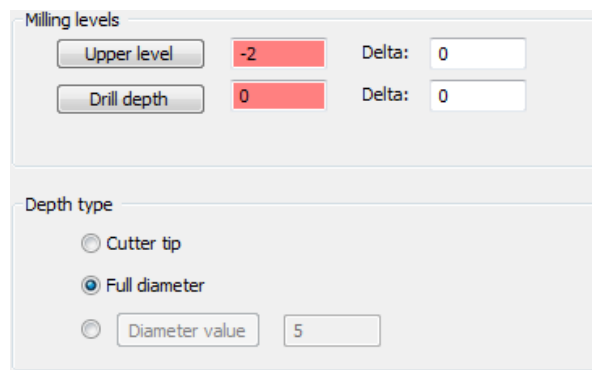 Milling levels
Upper level -2 Delta: 0
Drill depth 0 Delta: 0
Depth type
Cutter tip
Full diameter
Diameter value 5